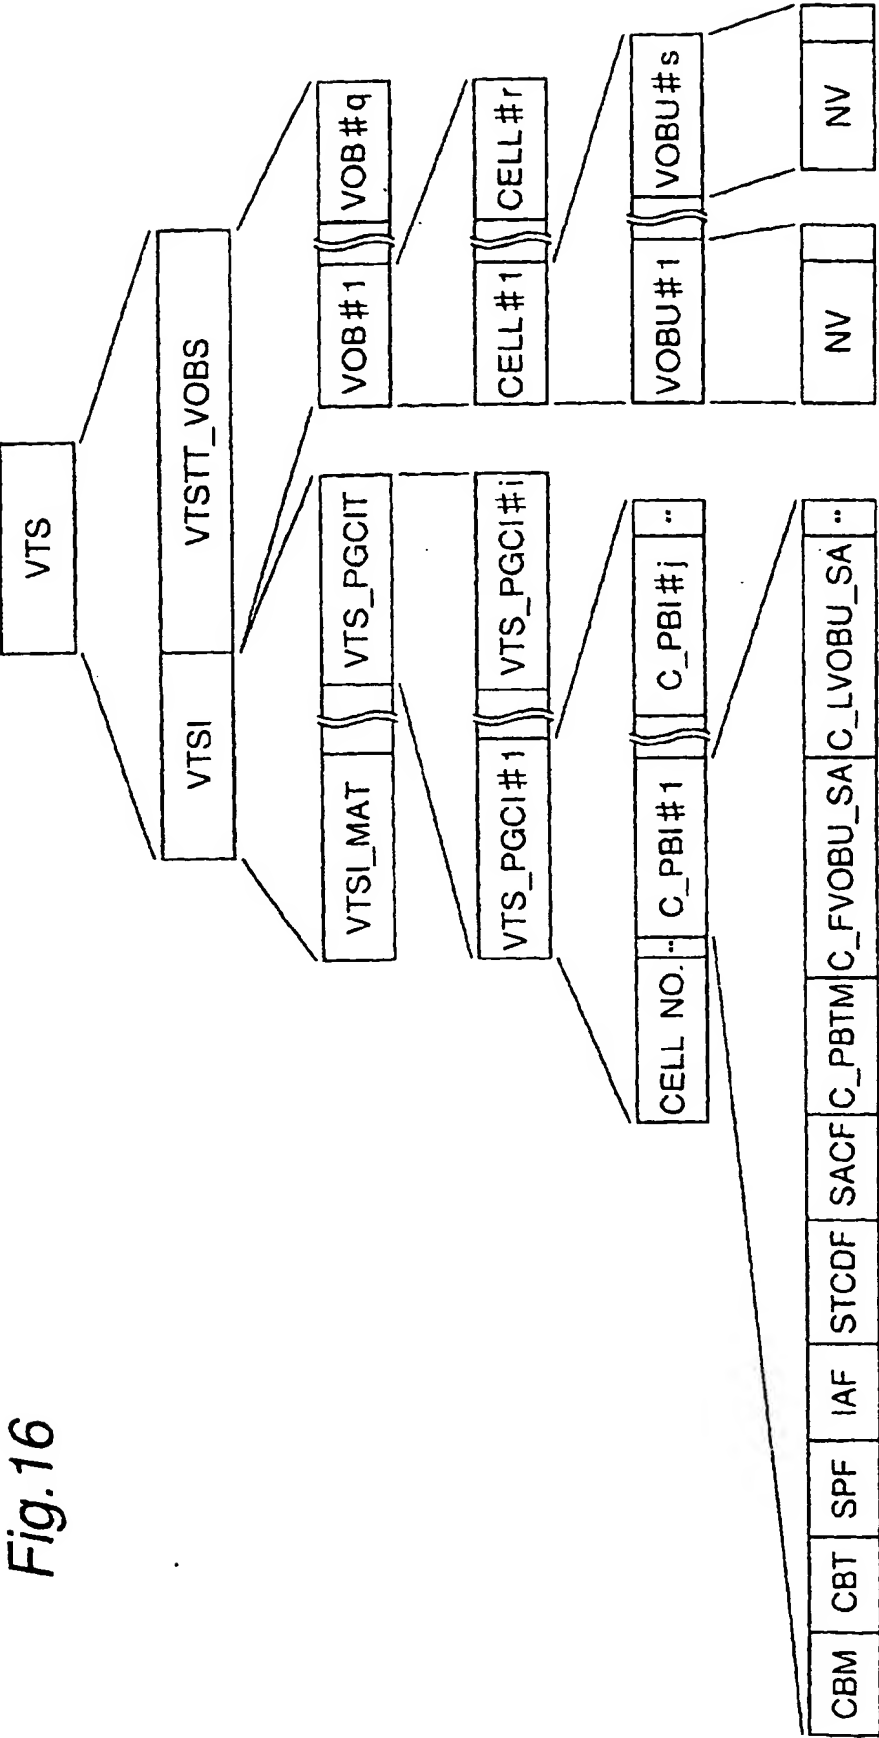 Fig.16
VTS
VTSI VTSTT_VOBS
VTSI_MAT VTS_PGCIT VOB#1 VOB#q
VTS_PGCI#1 VTS_PGCI#i CELL#1 CELL#r
CELL NO. .. C_PBI#1 C_PBI#j .. VOBU#1 VOBU#s
CBM CBT SPF IAF STCDF SACF C_PBTM C_FVOBU_SA C_LVOBU_SA .. NV NV